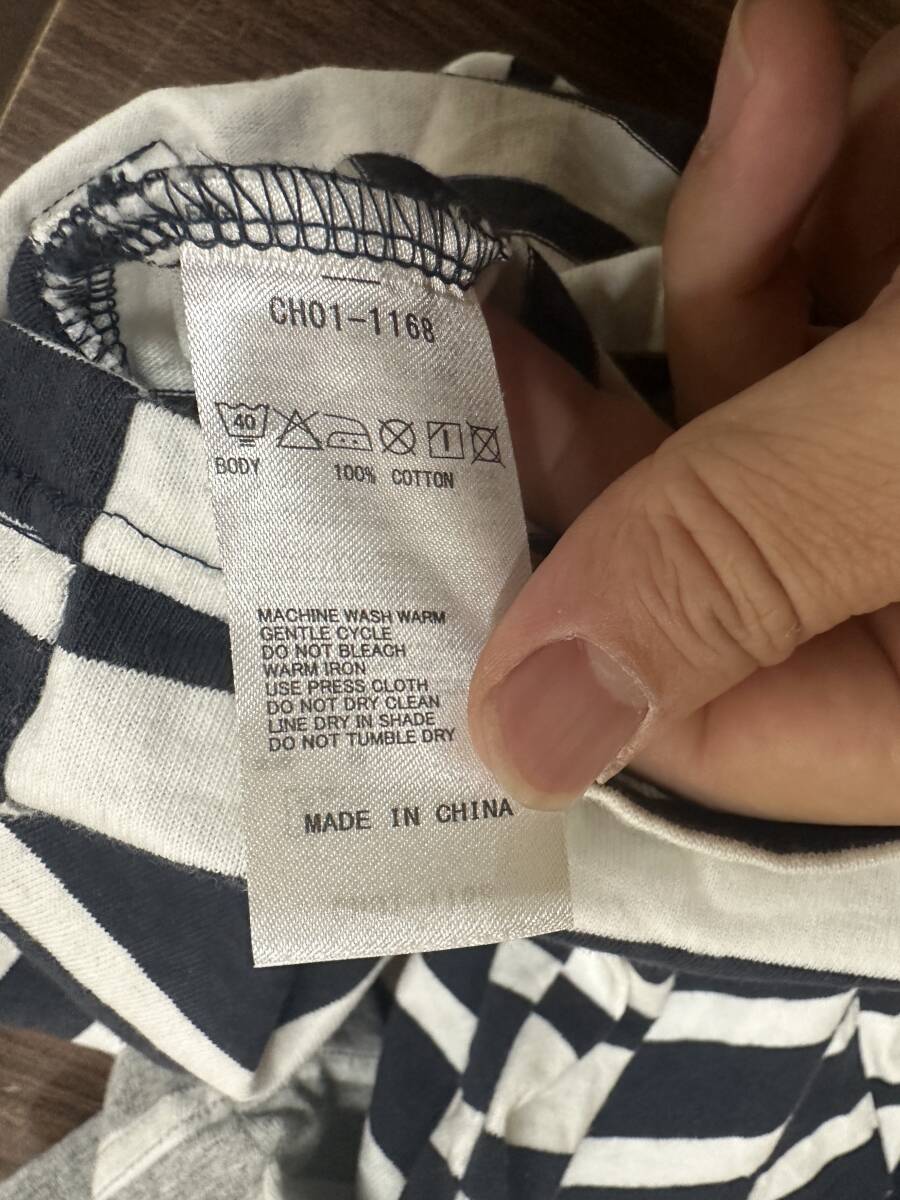 CH01-1168
40
BODY 100% COTTON
MACHINE WASH WARM
GENTLE CYCLE
DO NOT BLEACH
WARM IRON
USE PRESS CLOTH
DO NOT DRY CLEAN
LINE DRY IN SHADE
DO NOT TUMBLE DRY
MADE IN CHINA